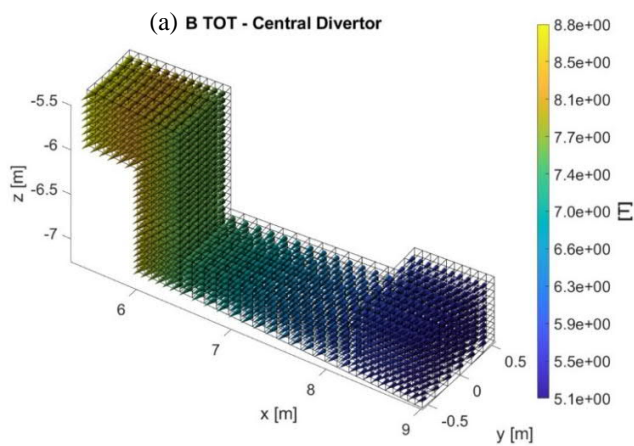 (a) B TOT - Central Divertor
8.8e+00
8.5e+00
8.1e+00
7.7e+00
7.4e+00
7.0e+00
6.6e+00
6.3e+00
5.9e+00
5.5e+00
5.1e+00
[T]
-5.5
-6
-6.5
-7
z [m]
6
7
8
9
x [m]
-0.5
0
0.5
y [m]